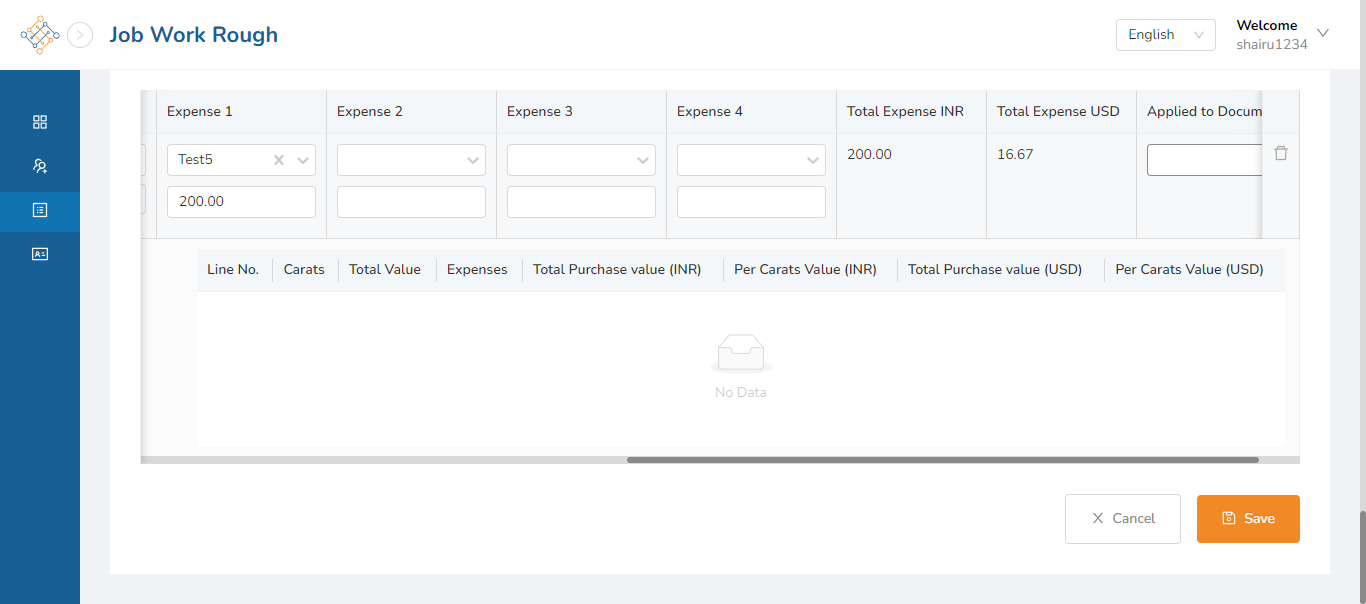 Job Work Rough
English
Welcome
shairu1234
Expense 1
Expense 2
Expense 3
Expense 4
Total Expense INR
Total Expense USD
Applied to Docum
Test5
200.00
16.67
200.00
Line No.
Carats
Total Value
Expenses
Total Purchase value (INR)
Per Carats Value (INR)
Total Purchase value (USD)
Per Carats Value (USD)
No Data
Cancel
Save